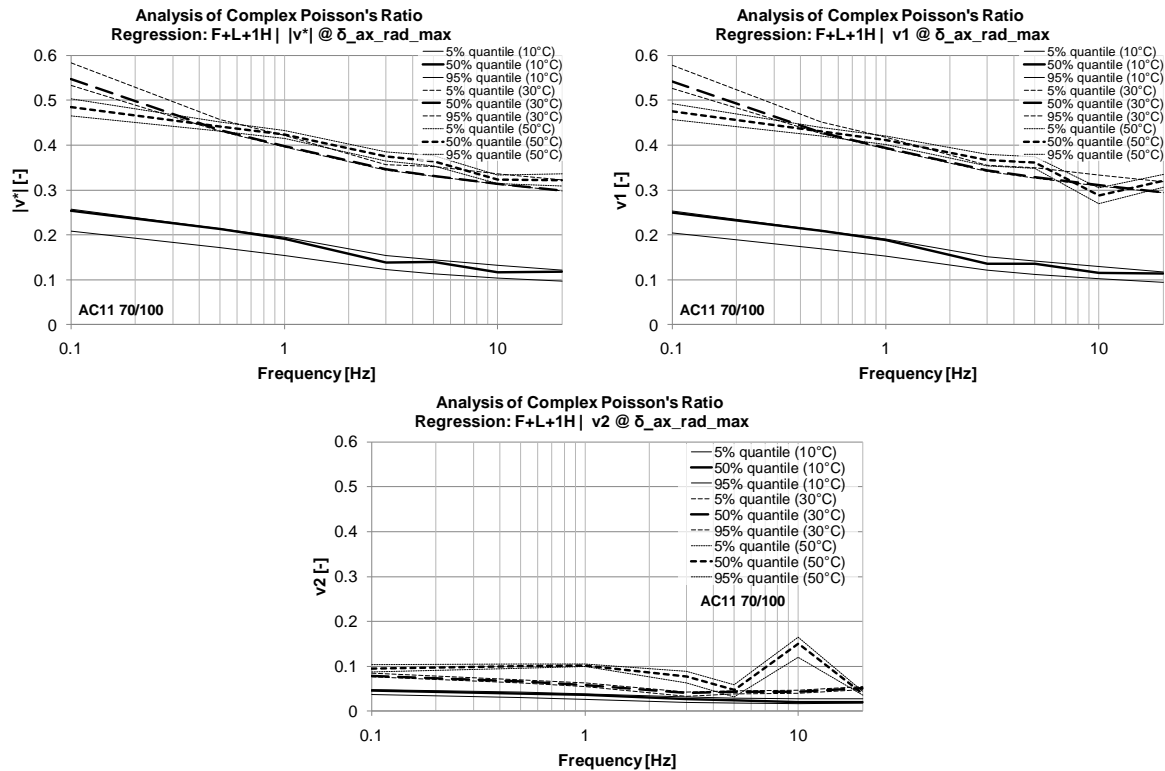 Analysis of Complex Poisson's Ratio
Regression: F+L+1H | |ν*| @ δ_ax_rad_max
0.6
0.5
0.4
0.3
0.2
0.1
0
|ν*| [-]
5% quantile (10°C)
50% quantile (10°C)
95% quantile (10°C)
5% quantile (30°C)
50% quantile (30°C)
95% quantile (30°C)
5% quantile (50°C)
50% quantile (50°C)
95% quantile (50°C)
AC11 70/100
0.1 1 10
Frequency [Hz]
Analysis of Complex Poisson's Ratio
Regression: F+L+1H | ν1 @ δ_ax_rad_max
0.6
0.5
0.4
0.3
0.2
0.1
0
ν1 [-]
5% quantile (10°C)
50% quantile (10°C)
95% quantile (10°C)
5% quantile (30°C)
50% quantile (30°C)
95% quantile (30°C)
5% quantile (50°C)
50% quantile (50°C)
95% quantile (50°C)
AC11 70/100
0.1 1 10
Frequency [Hz]
Analysis of Complex Poisson's Ratio
Regression: F+L+1H | ν2 @ δ_ax_rad_max
0.6
0.5
0.4
0.3
0.2
0.1
0
ν2 [-]
5% quantile (10°C)
50% quantile (10°C)
95% quantile (10°C)
5% quantile (30°C)
50% quantile (30°C)
95% quantile (30°C)
5% quantile (50°C)
50% quantile (50°C)
95% quantile (50°C)
AC11 70/100
0.1 1 10
Frequency [Hz]